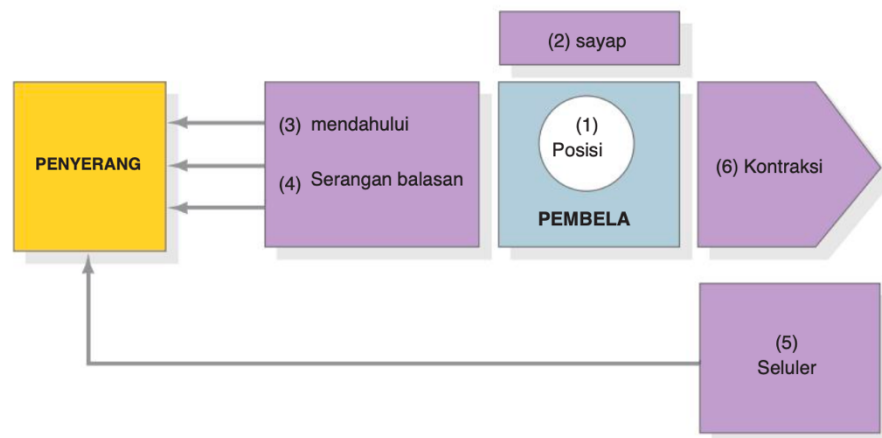 (2) sayap
PENYERANG
(3) mendahului
(4) Serangan balasan
(1)
Posisi
PEMBELA
(6) Kontraksi
(5)
Seluler